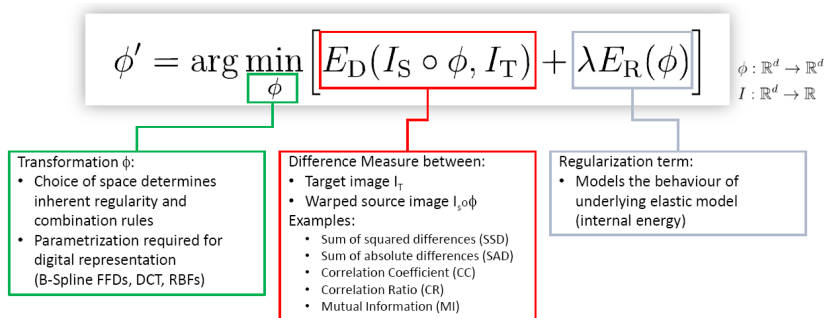 ϕ′ = arg min_ϕ [E_D(I_S ∘ ϕ, I_T) + λE_R(ϕ)]
ϕ : ℝ^d → ℝ^d
I : ℝ^d → ℝ
Transformation ϕ:
• Choice of space determines
inherent regularity and
combination rules
• Parametrization required for
digital representation
(B-Spline FFDs, DCT, RBFs)
Difference Measure between:
• Target image I_T
• Warped source image I_s∘ϕ
Examples:
• Sum of squared differences (SSD)
• Sum of absolute differences (SAD)
• Correlation Coefficient (CC)
• Correlation Ratio (CR)
• Mutual Information (MI)
Regularization term:
• Models the behaviour of
underlying elastic model
(internal energy)